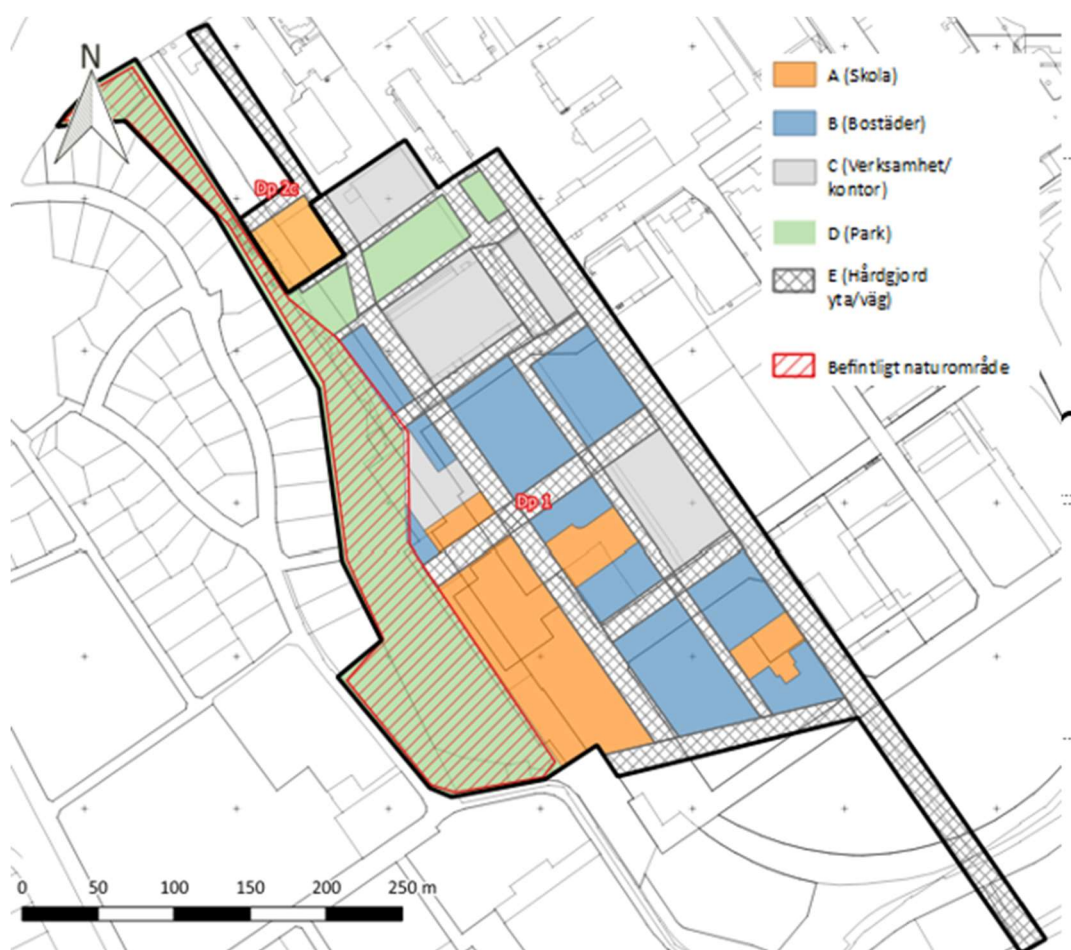 N
A (Skola)
B (Bostäder)
C (Verksamhet/
kontor)
D (Park)
E (Hårdgjord
yta/väg)
Befintligt naturområde
Dp 2c
Dp 1
0 50 100 150 200 250 m